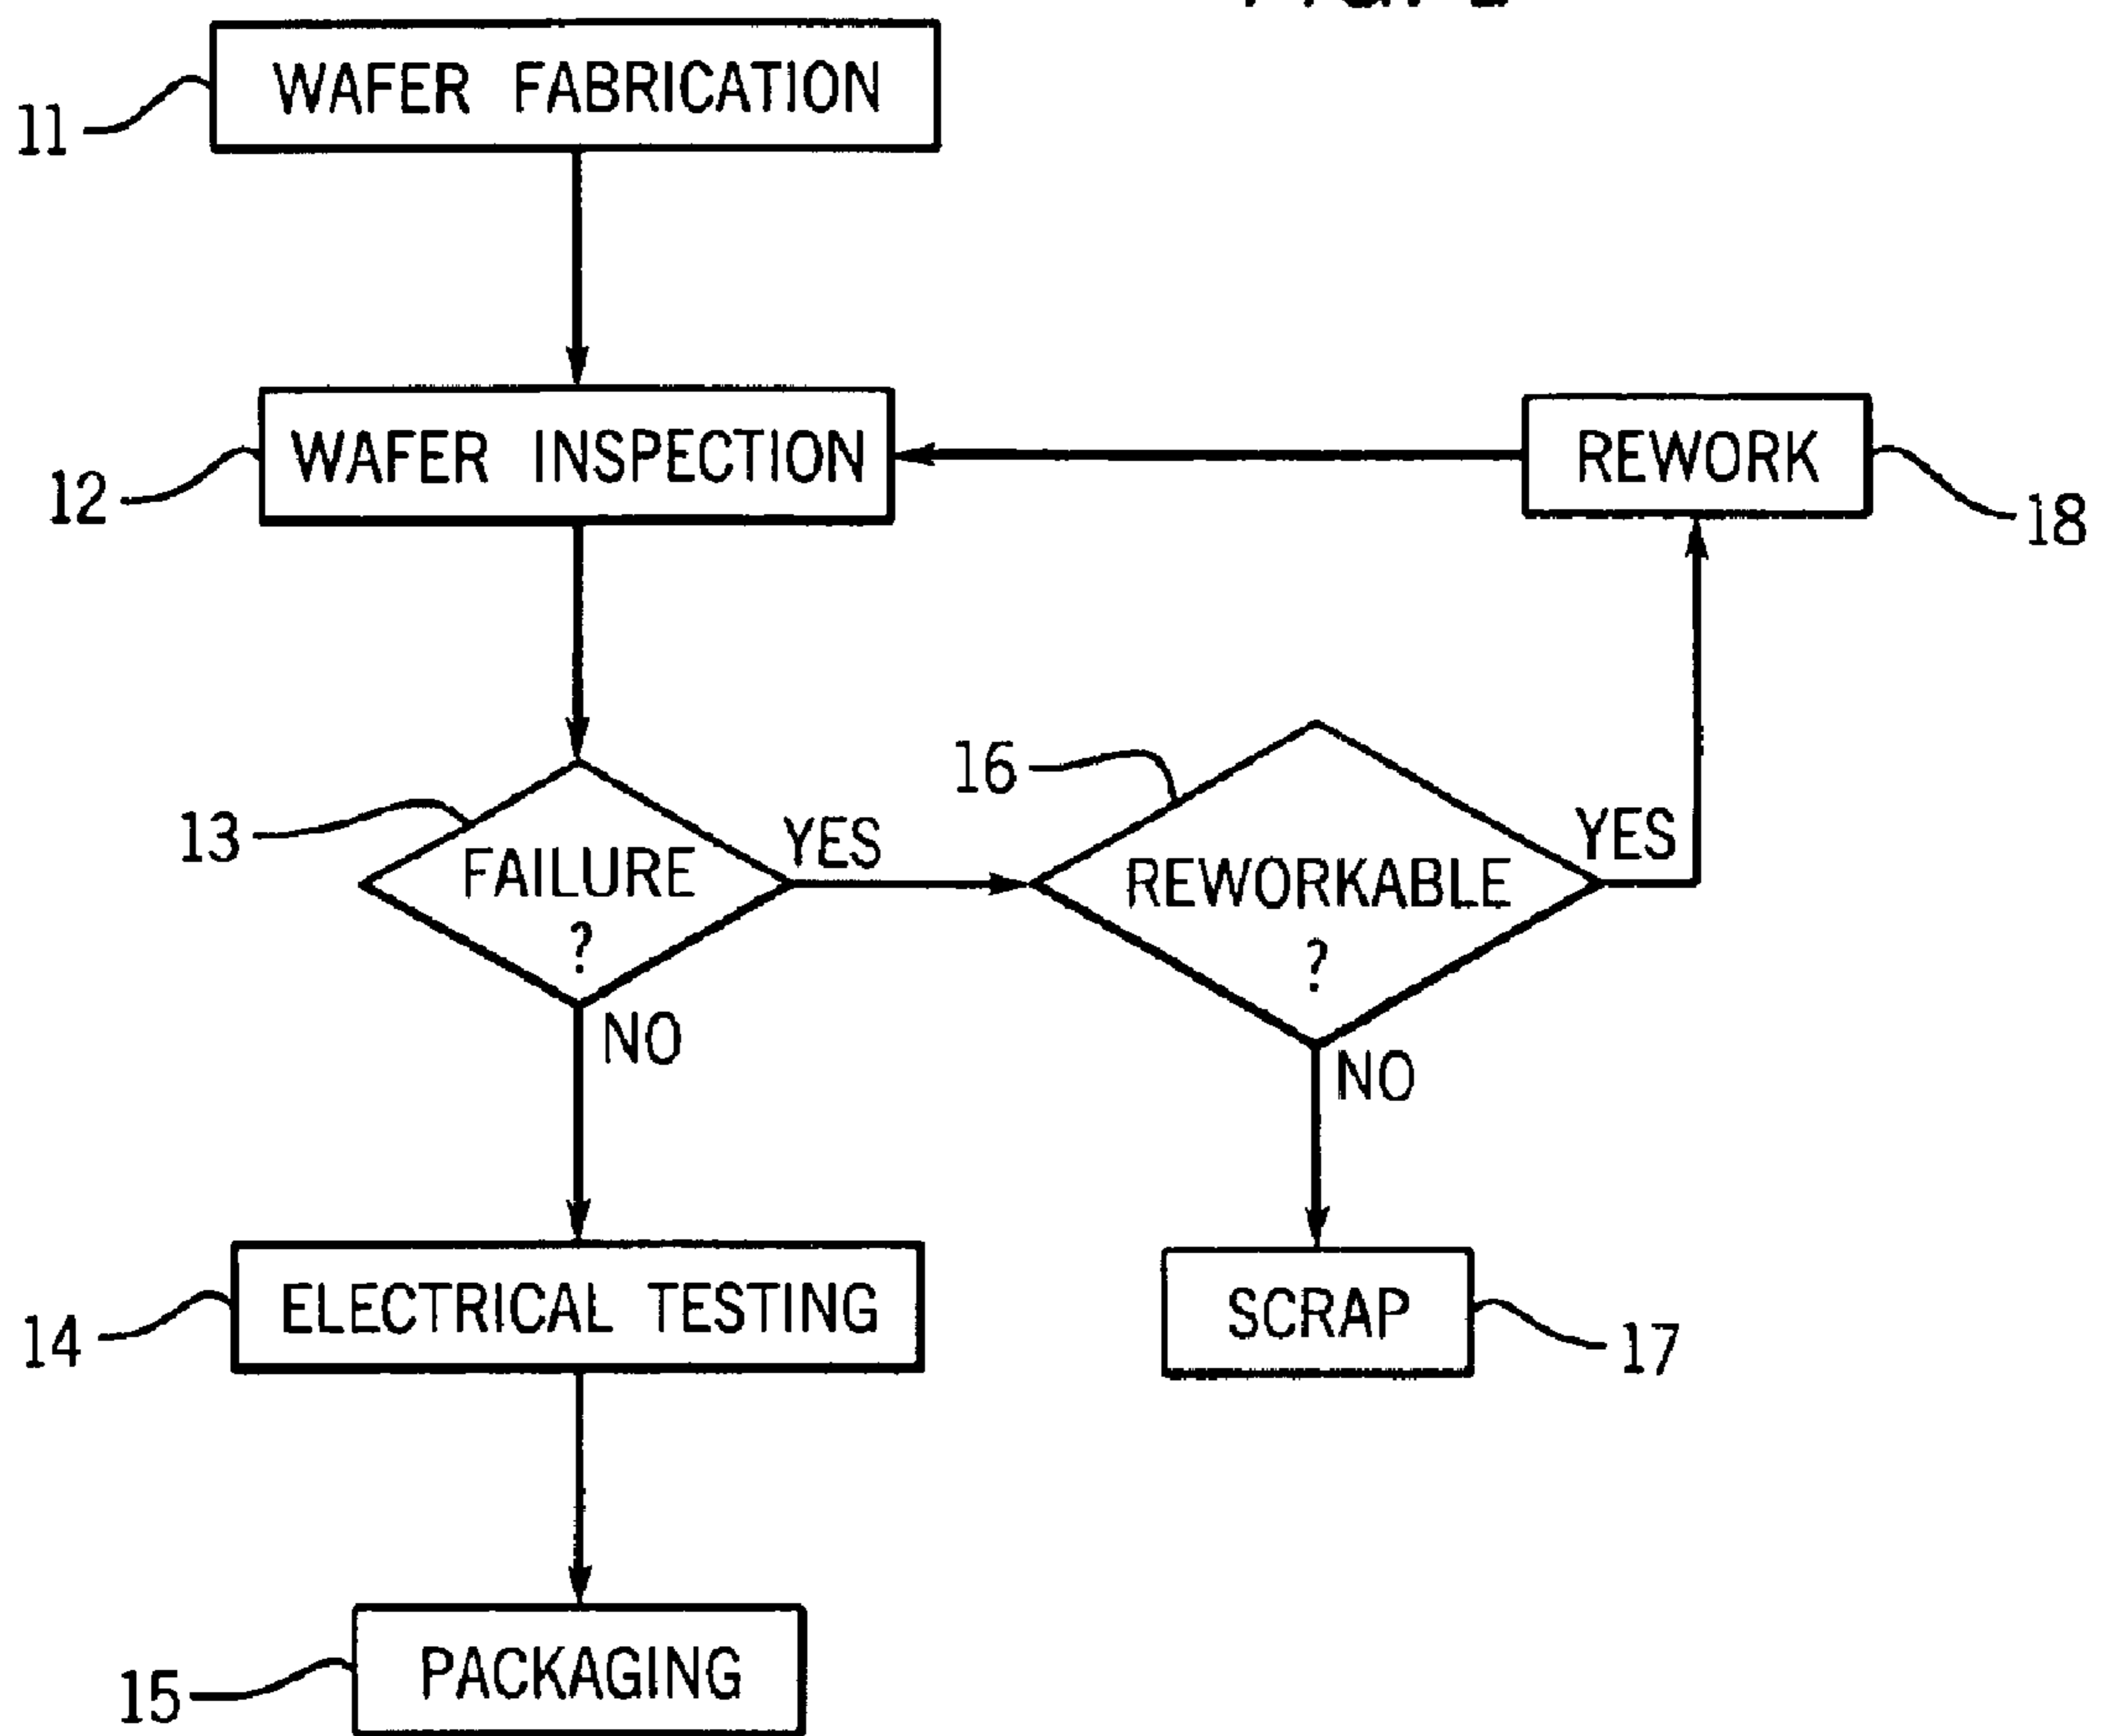 WAFER FABRICATION
11
WAFER INSPECTION
REWORK
12
18
16
13
YES
YES
FAILURE
?
REWORKABLE
?
NO
NO
ELECTRICAL TESTING
SCRAP
14
17
PACKAGING
15